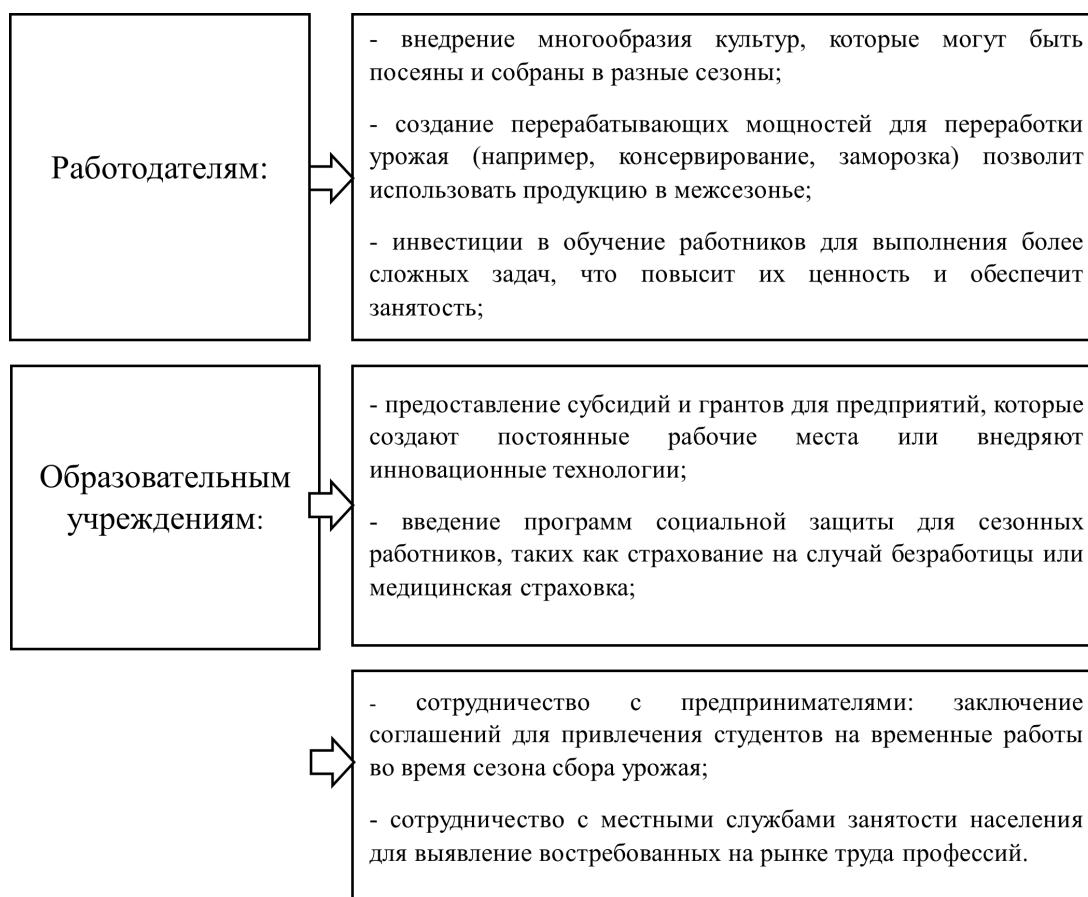 Работодателям:
- внедрение многообразия культур, которые могут быть
посеяны и собраны в разные сезоны;
- создание перерабатывающих мощностей для переработки
урожая (например, консервирование, заморозка) позволит
использовать продукцию в межсезонье;
- инвестиции в обучение работников для выполнения более
сложных задач, что повысит их ценность и обеспечит
занятость;
Образовательным
учреждениям:
- предоставление субсидий и грантов для предприятий, которые
создают постоянные рабочие места или внедряют
инновационные технологии;
- введение программ социальной защиты для сезонных
работников, таких как страхование на случай безработицы или
медицинская страховка;
- сотрудничество с предпринимателями: заключение
соглашений для привлечения студентов на временные работы
во время сезона сбора урожая;
- сотрудничество с местными службами занятости населения
для выявление востребованных на рынке труда профессий.